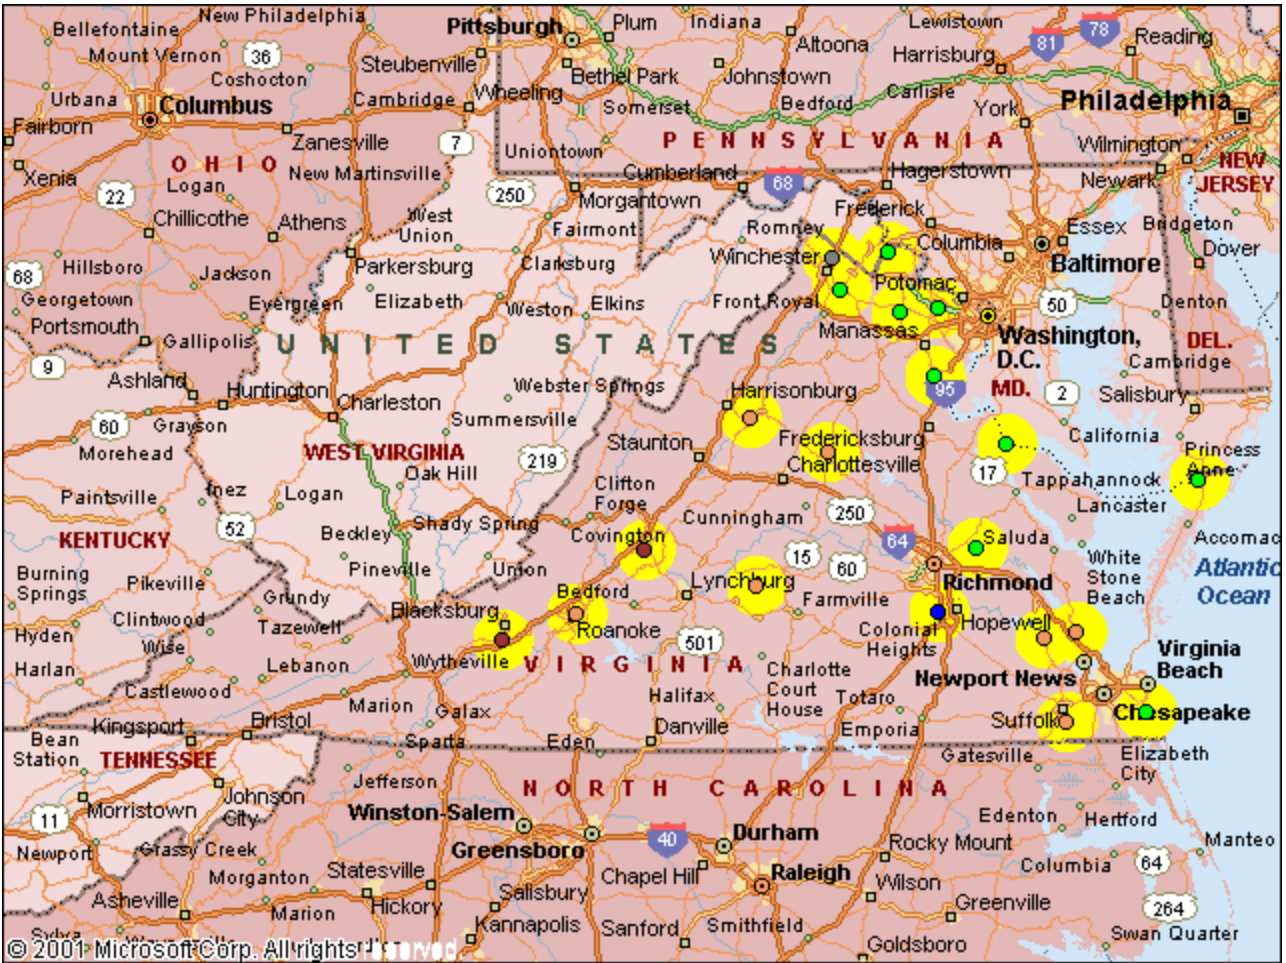 Bellefontaine
New Philadelphia
Pittsburgh
Plum
Indiana
Lewistown
78
Mount Vernon
36
Steubenville
Altoona
Harrisburg
81
Reading
Coshocton
Bethel Park
Johnstown
Urbana
Columbus
Cambridge
Wheeling
Somerset
Bedford
Carlisle
York
Philadelphia
Fairborn
Zanesville
7
Uniontown
PENNSYLVANIA
Wilmington
NEW
JERSEY
OHIO
New Martinsville
Cumberland
68
Hagerstown
Newark
Xenia
Logan
22
250
Morgantown
Chillicothe
Athens
West
Union
Fairmont
Romney
Frederick
Essex
Bridgeton
Hillsboro
Parkersburg
Clarksburg
Winchester
Columbia
Baltimore
Dover
68
Jackson
Georgetown
Evergreen
Elizabeth
Weston
Elkins
Front Royal
Potomac
50
Denton
Portsmouth
Gallipolis
UNITED STATES
Manassas
Washington,
D.C.
DEL.
9
Cambridge
Ashland
Huntington
Charleston
Webster Springs
Harrisonburg
95
MD.
2
Salisbury
60
Grayson
Summersville
Morehead
WEST VIRGINIA
219
Staunton
Fredericksburg
Charlottesville
17
California
Princess
Anne
Oak Hill
Tappahannock
Paintsville
Inez
Logan
Clifton
Forge
Lancaster
52
Beckley
Shady Spring
Covington
Cunningham
250
64
Saluda
Accomac
KENTUCKY
Burning
Springs
Pikeville
Pineville
Union
Lynchburg
15
60
Richmond
White
Stone
Beach
Atlantic
Ocean
Grundy
Blacksburg
Bedford
Farmville
Clintwood
Tazewell
Roanoke
501
Colonial
Heights
Hopewell
Hyden
Wise
Harlan
Lebanon
Wytheville
VIRGINIA
Charlotte
Court
House
Newport News
Virginia
Beach
Castlewood
Marion
Galax
Halifax
Totaro
Suffolk
Chesapeake
Kingsport
Bristol
Danville
Emporia
Bean
Station
TENNESSEE
Sparta
Eden
Gatesville
Elizabeth
City
Jefferson
NORTH CAROLINA
Johnson
City
Morristown
11
Winston-Salem
Greensboro
40
Durham
Edenton
Hertford
Newport
Grassy Creek
Rocky Mount
Manteo
Morganton
Statesville
Chapel Hill
Raleigh
Columbia
64
Asheville
Marion
Hickory
Salisbury
Wilson
Greenville
264
Kannapolis
Sanford
Smithfield
Goldsboro
Swan Quarter
Sylva
© 2001 Microsoft Corp. All rights reserved.